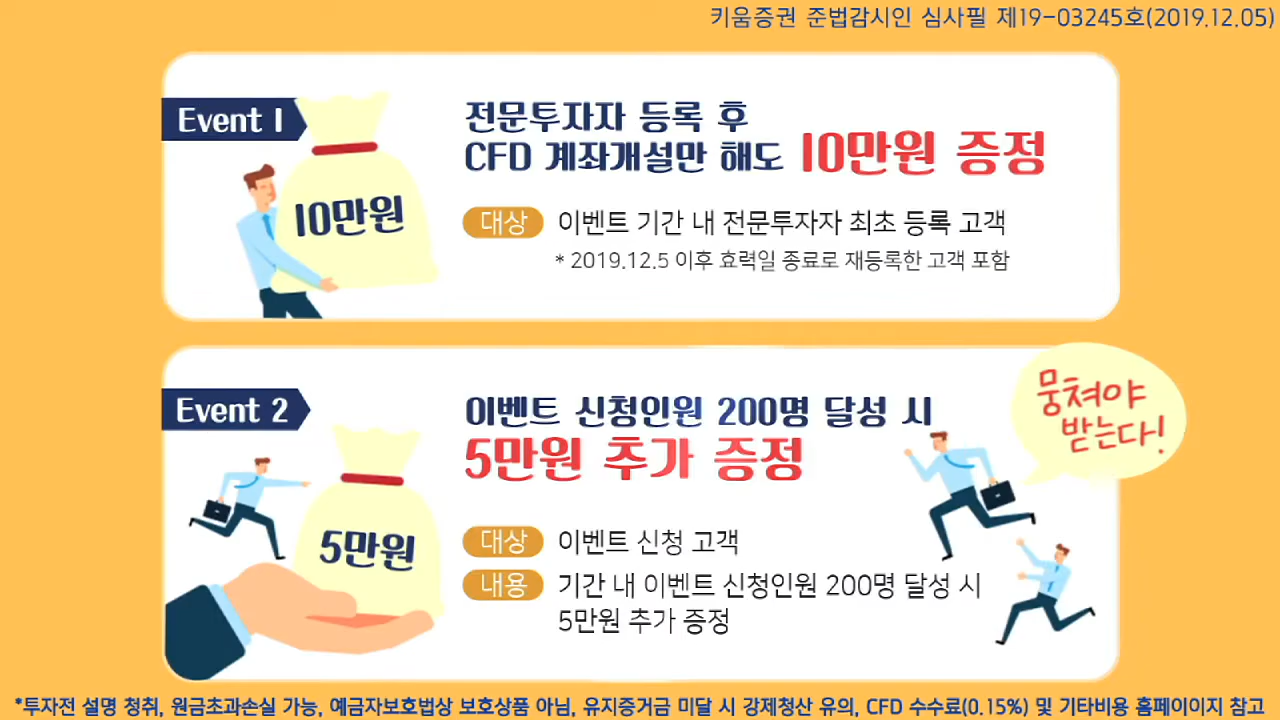 키움증권 준법감시인 심사필 제19-03245호(2019.12.05)
Event 1
전문투자자 등록 후
CFD 계좌개설만 해도 10만원 증정
10만원
대상 이벤트 기간 내 전문투자자 최초 등록 고객
* 2019.12.5 이후 효력일 종료로 재등록한 고객 포함
Event 2
이벤트 신청인원 200명 달성 시
5만원 추가 증정
뭉쳐야
받는다!
5만원
대상 이벤트 신청 고객
내용 기간 내 이벤트 신청인원 200명 달성 시
5만원 추가 증정
*투자전 설명 청취, 원금초과손실 가능, 예금자보호법상 보호상품 아님, 유지증거금 미달 시 강제청산 유의, CFD 수수료(0.15%) 및 기타비용 홈페이이지 참고